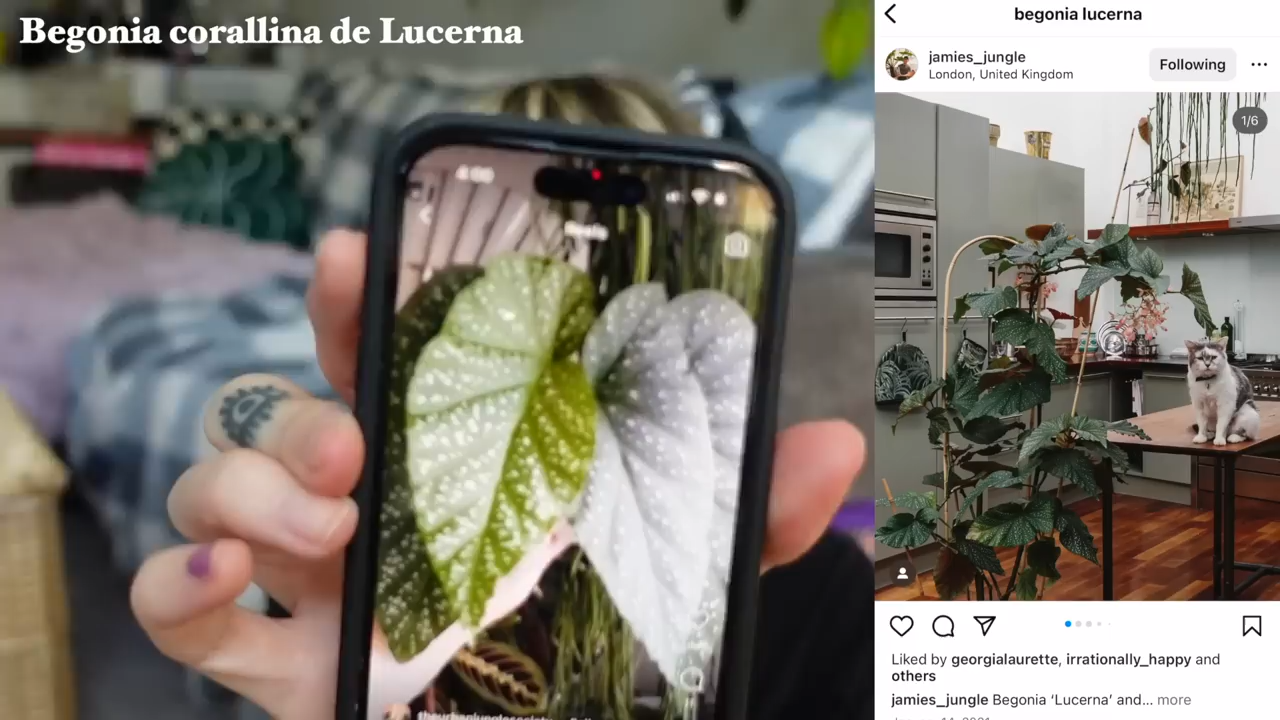 Begonia corallina de Lucerna
begonia lucerna
jamies_jungle
London, United Kingdom
Following
1/6
Liked by georgialaurette, irrationally_happy and
others
jamies_jungle Begonia ‘Lucerna’ and... more